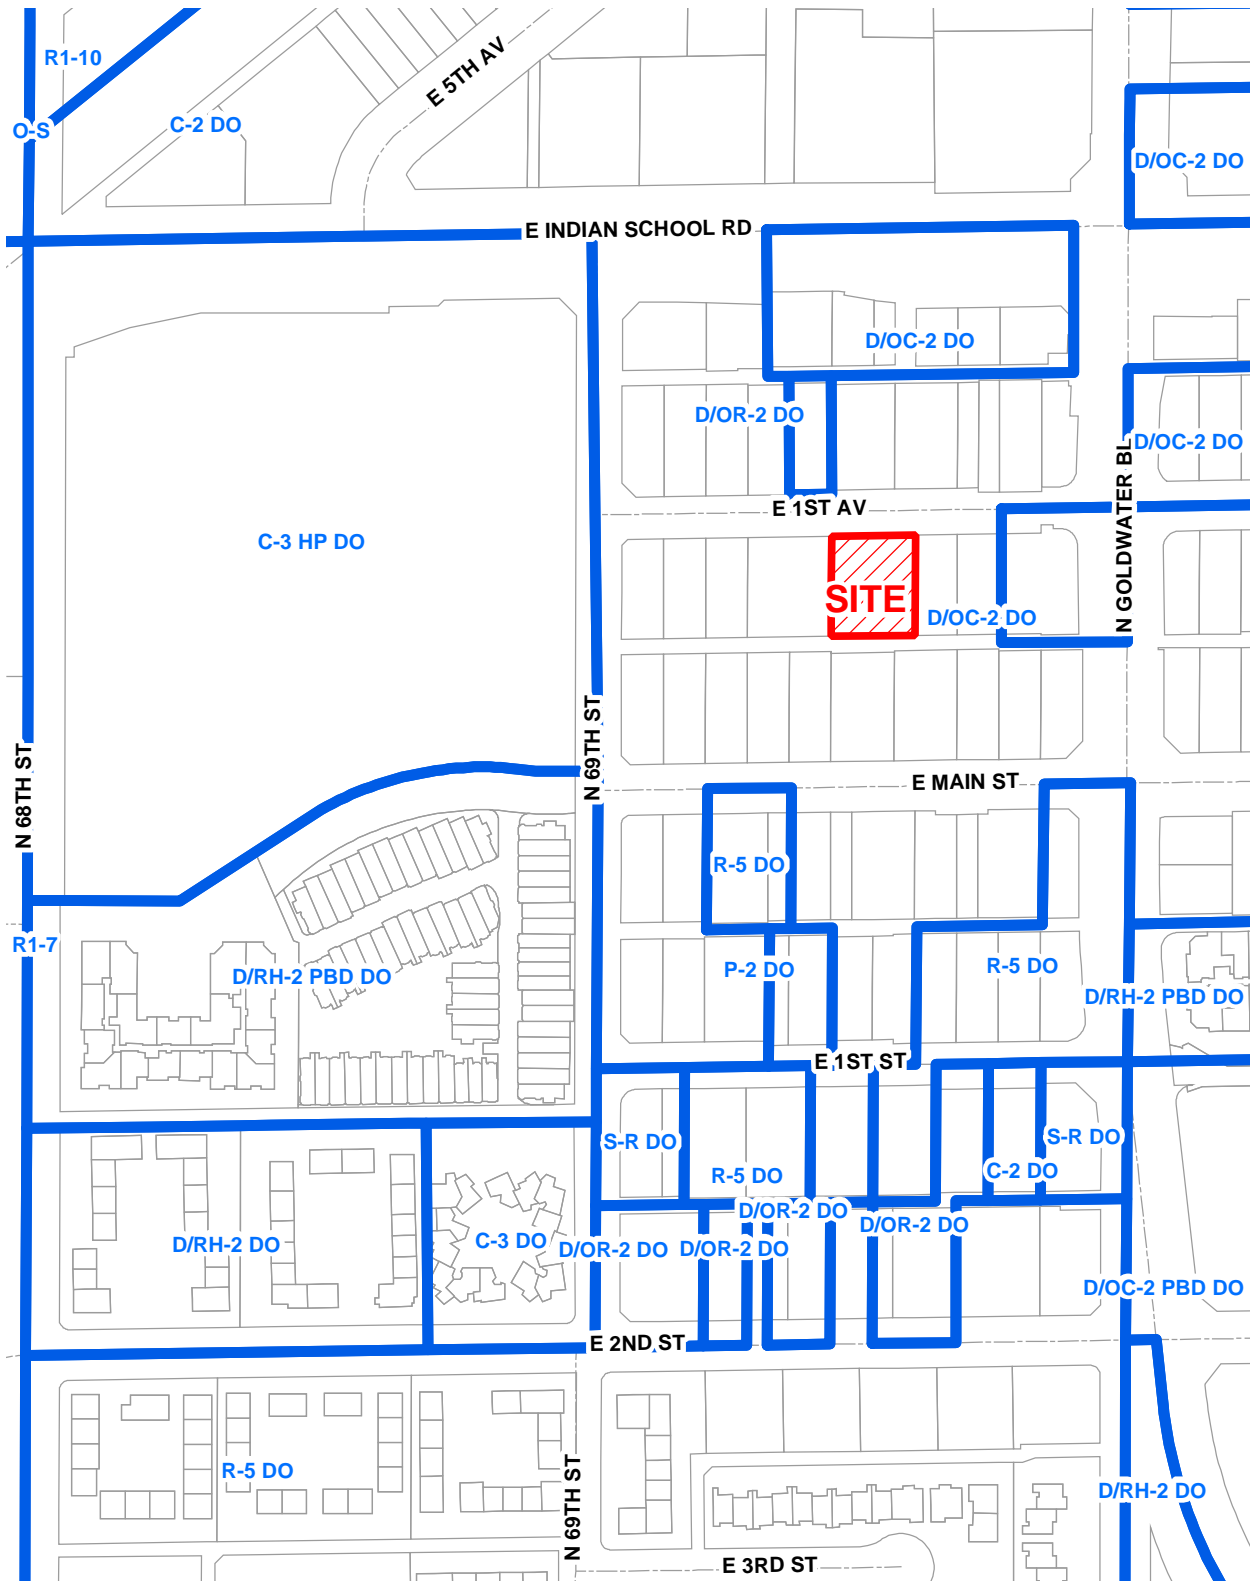 R1-10
E 5TH AV
O-S
C-2 DO
D/OC-2 DO
E INDIAN SCHOOL RD
D/OC-2 DO
D/OR-2 DO
D/OC-2 DO
N GOLDWATER BL
E 1ST AV
C-3 HP DO
SITE
D/OC-2 DO
N 68TH ST
N 69TH ST
E MAIN ST
R-5 DO
R1-7
D/RH-2 PBD DO
P-2 DO
R-5 DO
D/RH-2 PBD DO
E 1ST ST
S-R DO
S-R DO
R-5 DO
C-2 DO
D/OR-2 DO
D/OR-2 DO
D/RH-2 DO
C-3 DO
D/OR-2 DO
D/OR-2 DO
D/OC-2 PBD DO
E 2ND ST
R-5 DO
N 69TH ST
D/RH-2 DO
E 3RD ST